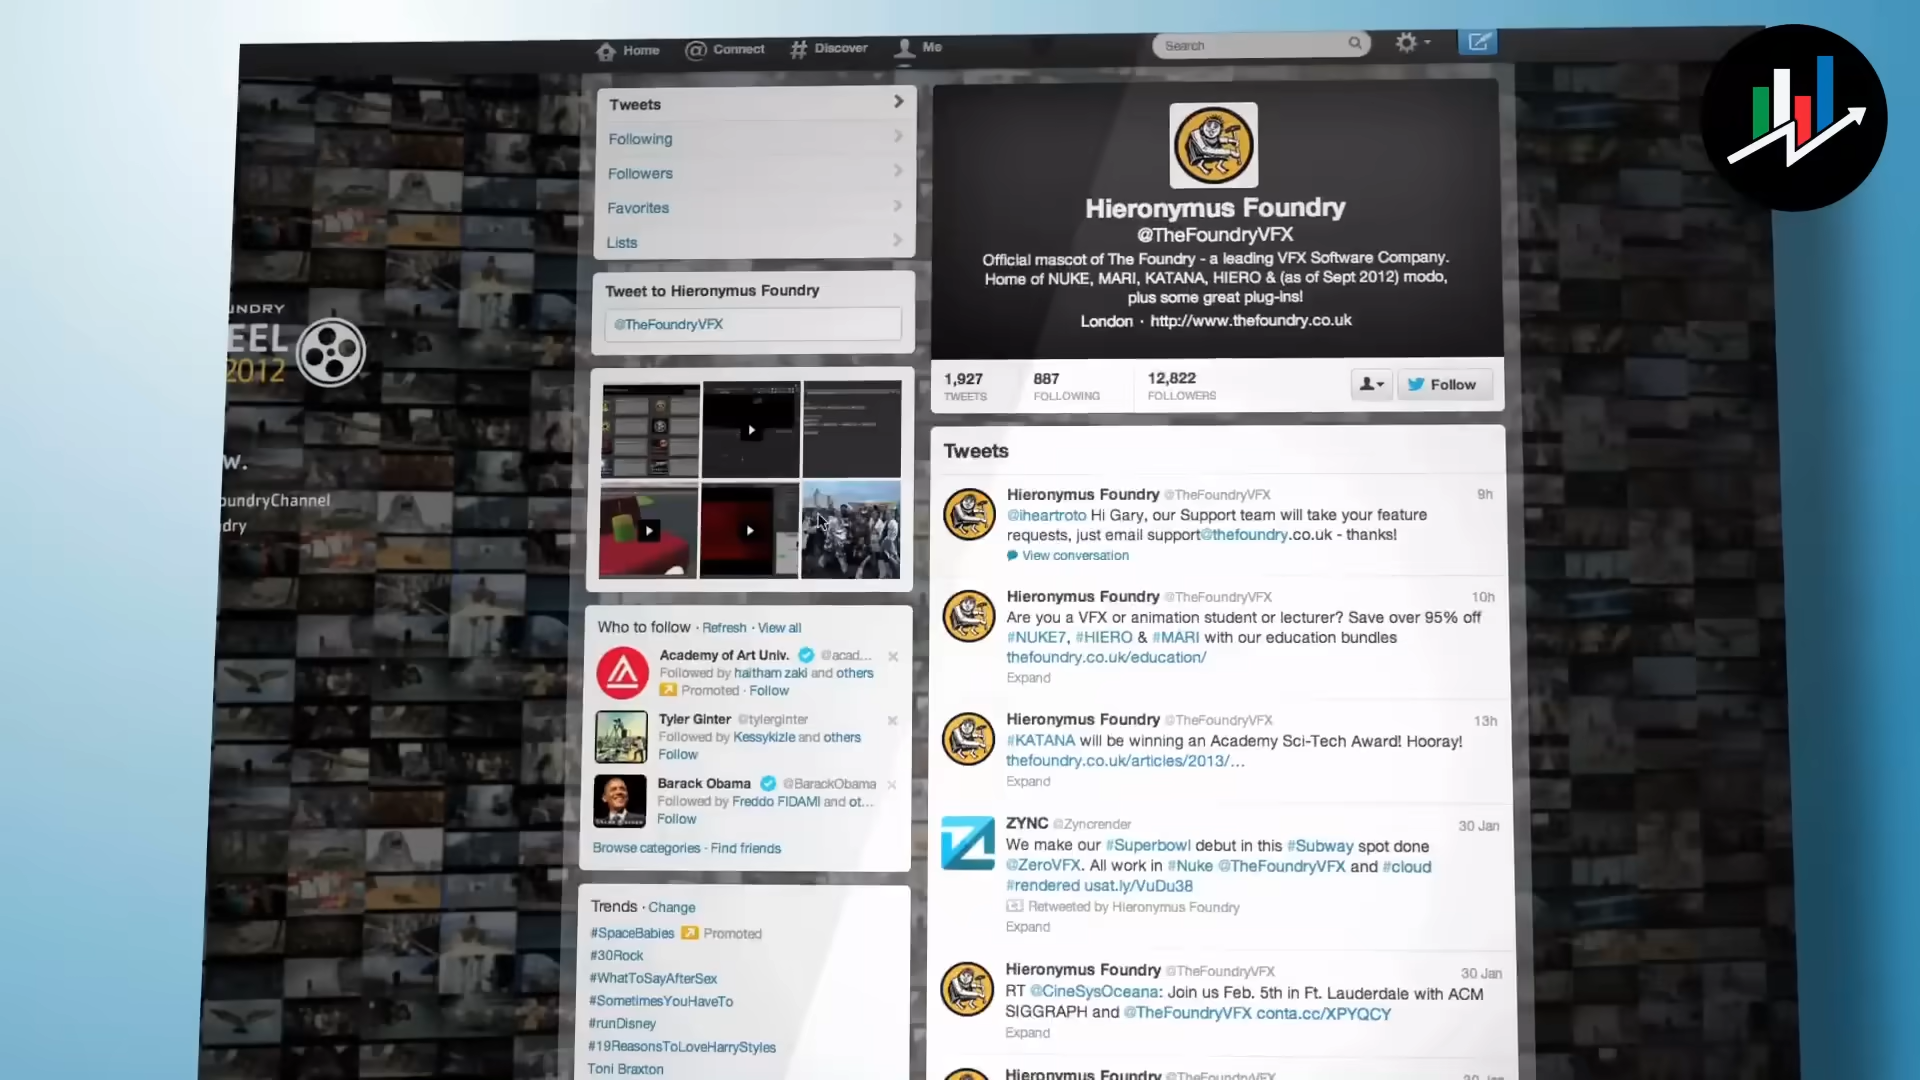 Home
Connect
Discover
Me
Search
UNDRY
EEL
2012
w.
oundryChannel
dry
Tweets
Following
Followers
Favorites
Lists
Tweet to Hieronymus Foundry
@TheFoundryVFX
Who to follow · Refresh · View all
Academy of Art Univ. @acad...
Followed by haitham zaki and others
Promoted · Follow
Tyler Ginter @tylerginter
Followed by Kessykizle and others
Follow
Barack Obama @BarackObama
Followed by Freddo FIDAMI and ot...
Follow
Browse categories · Find friends
Trends · Change
#SpaceBabies Promoted
#30Rock
#WhatToSayAfterSex
#SometimesYouHaveTo
#runDisney
#19ReasonsToLoveHarryStyles
Toni Braxton
Hieronymus Foundry
@TheFoundryVFX
Official mascot of The Foundry - a leading VFX Software Company.
Home of NUKE, MARI, KATANA, HIERO & (as of Sept 2012) modo,
plus some great plug-ins!
London · http://www.thefoundry.co.uk
1,927
TWEETS
887
FOLLOWING
12,822
FOLLOWERS
Follow
Tweets
Hieronymus Foundry @TheFoundryVFX 9h
@iheartroto Hi Gary, our Support team will take your feature
requests, just email support@thefoundry.co.uk - thanks!
View conversation
Hieronymus Foundry @TheFoundryVFX 10h
Are you a VFX or animation student or lecturer? Save over 95% off
#NUKE7, #HIERO & #MARI with our education bundles
thefoundry.co.uk/education/
Expand
Hieronymus Foundry @TheFoundryVFX 13h
#KATANA will be winning an Academy Sci-Tech Award! Hooray!
thefoundry.co.uk/articles/2013/...
Expand
ZYNC @Zyncrender 30 Jan
We make our #Superbowl debut in this #Subway spot done
@ZeroVFX. All work in #Nuke @TheFoundryVFX and #cloud
#rendered usat.ly/VuDu38
Retweeted by Hieronymus Foundry
Expand
Hieronymus Foundry @TheFoundryVFX 30 Jan
RT @CineSysOceana: Join us Feb. 5th in Ft. Lauderdale with ACM
SIGGRAPH and @TheFoundryVFX conta.cc/XPYQCY
Expand
Hieronymus Foundry @TheFoundryVFX 30 Jan